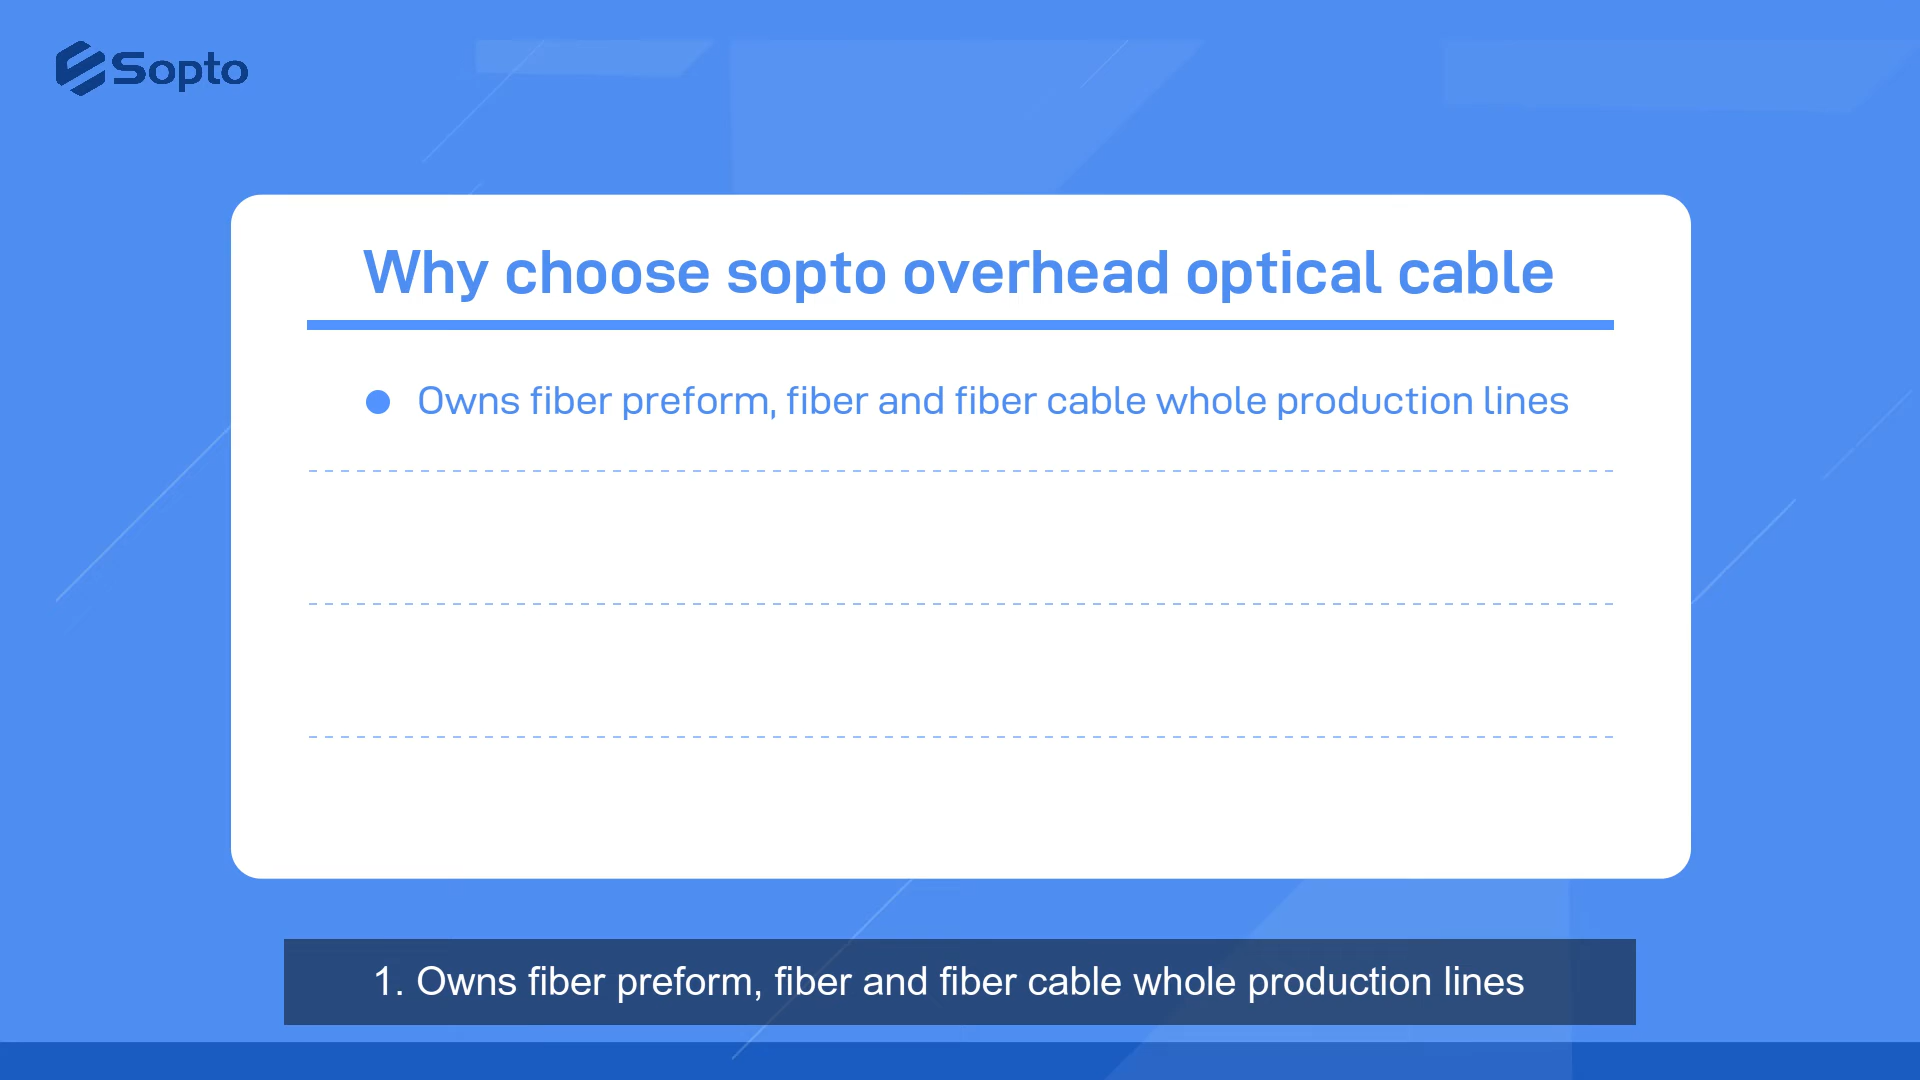 Sopto
Why choose sopto overhead optical cable
Owns fiber preform, fiber and fiber cable whole production lines
1. Owns fiber preform, fiber and fiber cable whole production lines